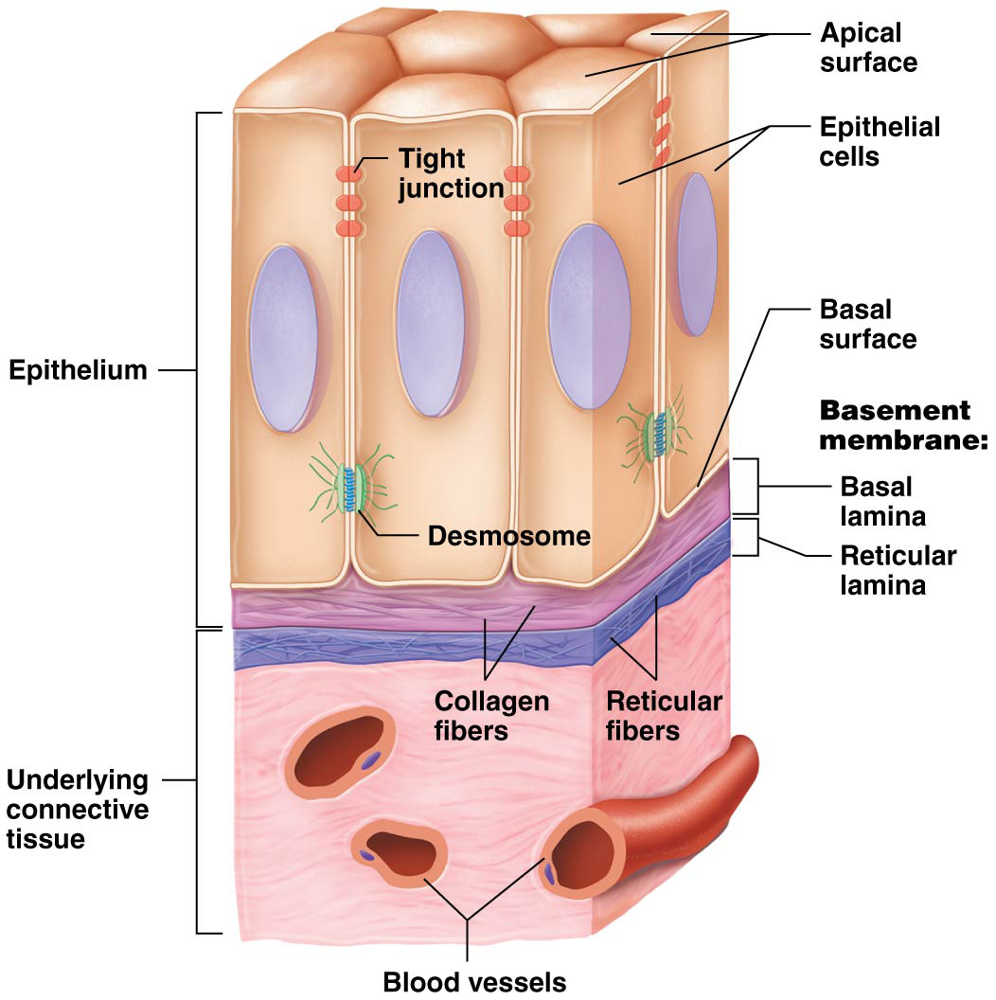 Apical
surface
Epithelial
cells
Tight
junction
Basal
surface
Epithelium
Basement
membrane:
Basal
lamina
Desmosome
Reticular
lamina
Collagen
fibers
Reticular
fibers
Underlying
connective
tissue
Blood vessels